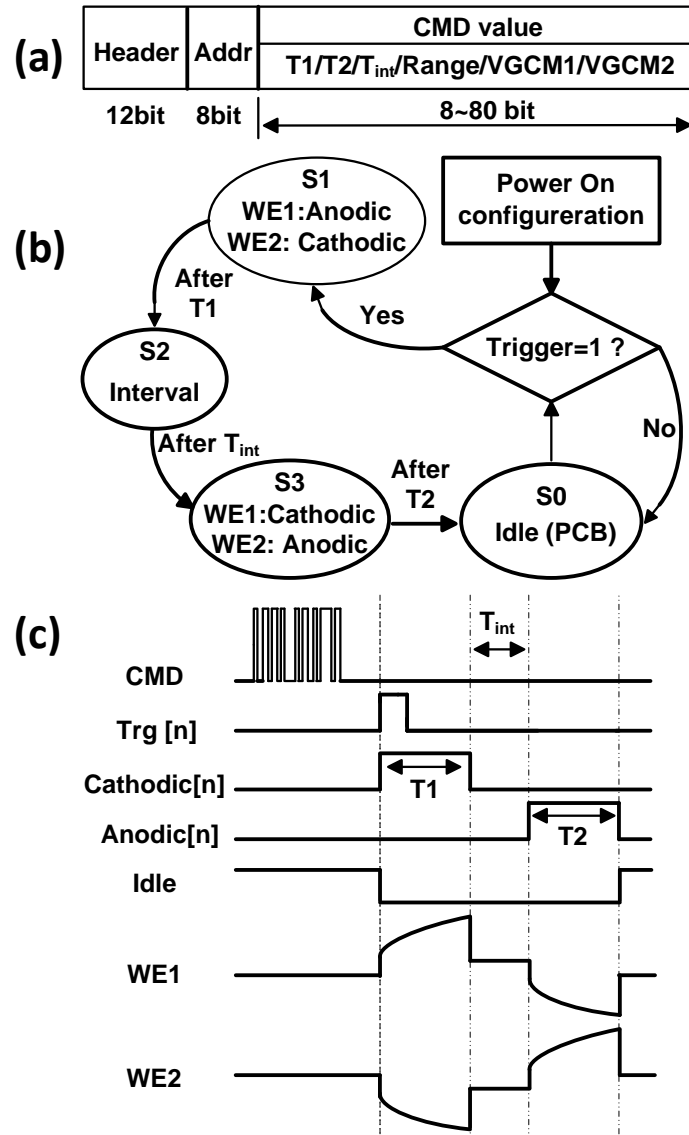 (a)
Header
Addr
CMD value
T1/T2/Tint/Range/VGCM1/VGCM2
12bit
8bit
8~80 bit
(b)
S1
WE1:Anodic
WE2: Cathodic
Power On
configureration
After
T1
Yes
Trigger=1 ?
S2
Interval
No
After Tint
S3
WE1:Cathodic
WE2: Anodic
After
T2
S0
Idle (PCB)
(c)
Tint
CMD
Trg [n]
Cathodic[n]
T1
Anodic[n]
T2
Idle
WE1
WE2